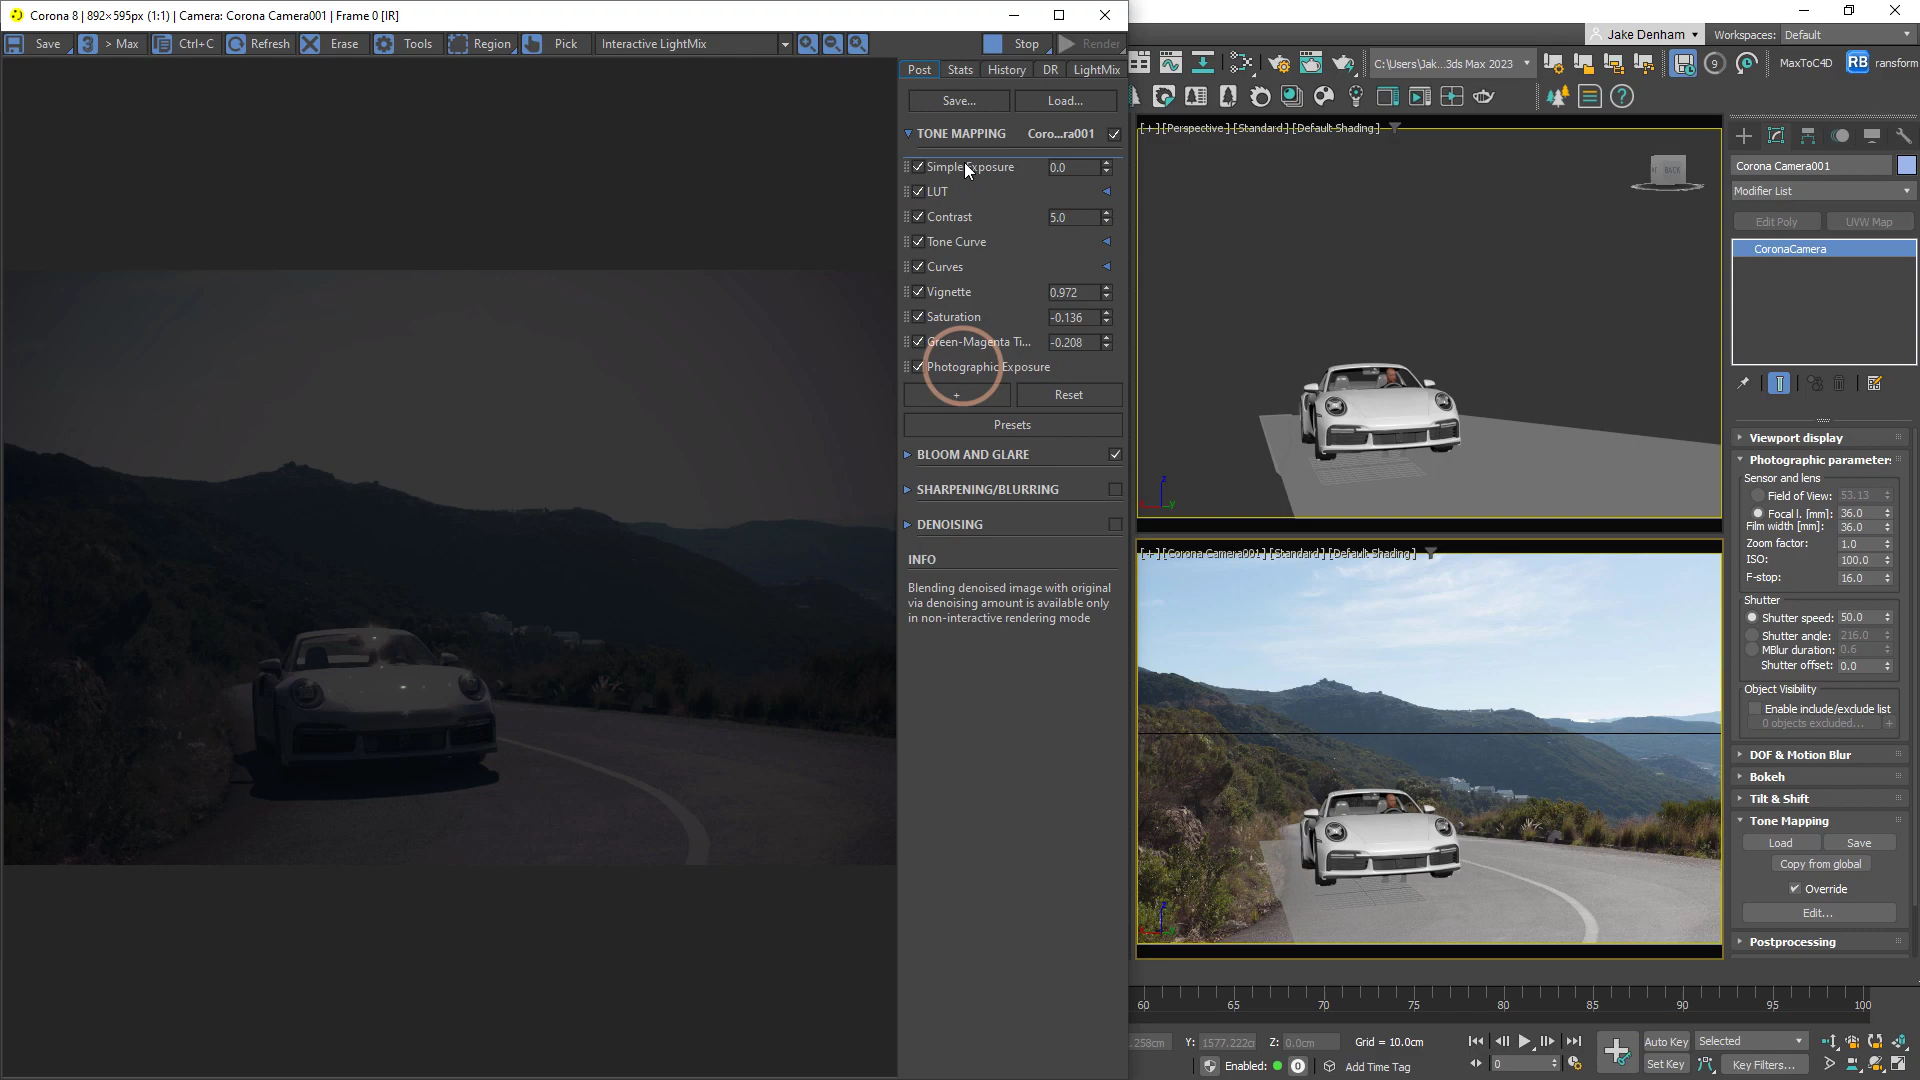 Corona 8 | 892×595px (1:1) | Camera: Corona Camera001 | Frame 0 [IR]
Save 3 > Max Ctrl+C Refresh Erase Tools Region Pick Interactive LightMix Stop Render
Post Stats History DR LightMix
Save... Load...
TONE MAPPING Coro...ra001
Simple Exposure 0.0
LUT
Contrast 5.0
Tone Curve
Curves
Vignette 0.972
Saturation -0.136
Green-Magenta Ti... -0.208
Photographic Exposure
+ Reset
Presets
BLOOM AND GLARE
SHARPENING/BLURRING
DENOISING
INFO
Blending denoised image with original
via denoising amount is available only
in non-interactive rendering mode
Jake Denham Workspaces: Default
C:\Users\Jak...3ds Max 2023 9 MaxToC4D RB ransform
[+] [Perspective] [Standard] [Default Shading]
BACK
[+] [Corona Camera001] [Standard] [Default Shading]
Corona Camera001
Modifier List
Edit Poly UVW Map
CoronaCamera
Viewport display
Photographic parameters
Sensor and lens
Field of View: 53.13
Focal l. [mm]: 36.0
Film width [mm]: 36.0
Zoom factor: 1.0
ISO: 100.0
F-stop: 16.0
Shutter
Shutter speed: 50.0
Shutter angle: 216.0
MBlur duration: 0.6
Shutter offset: 0.0
Object Visibility
Enable include/exclude list
0 objects excluded... +
DOF & Motion Blur
Bokeh
Tilt & Shift
Tone Mapping
Load Save
Copy from global
Override
Edit...
Postprocessing
60 65 70 75 80 85 90 95 100
.258cm Y: 1577.222c Z: 0.0cm Grid = 10.0cm Auto Key Selected
Enabled: 0 Add Time Tag 0 Set Key Key Filters...